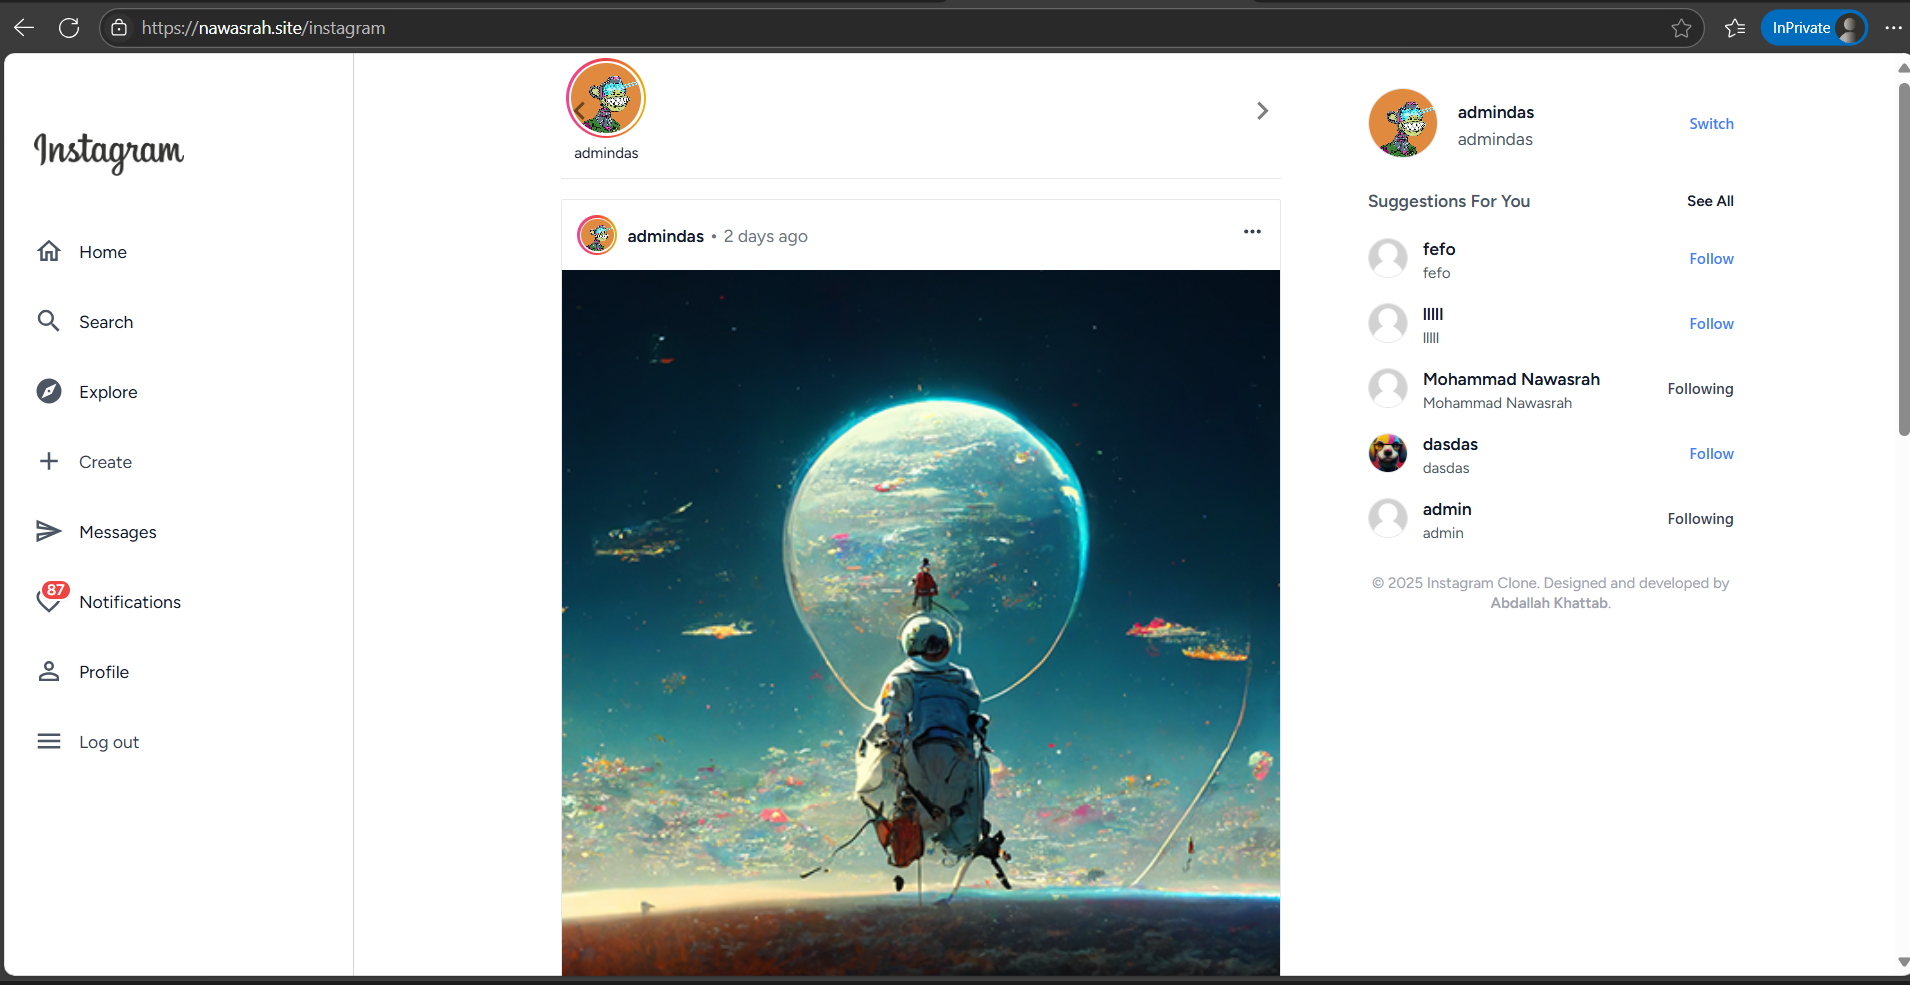 https://nawasrah.site/instagram
InPrivate
Instagram
Home
Search
Explore
Create
Messages
87
Notifications
Profile
Log out
admindas
admindas • 2 days ago
admindas
admindas
Switch
Suggestions For You
See All
fefo
fefo
Follow
lllll
lllll
Follow
Mohammad Nawasrah
Mohammad Nawasrah
Following
dasdas
dasdas
Follow
admin
admin
Following
© 2025 Instagram Clone. Designed and developed by
Abdallah Khattab.